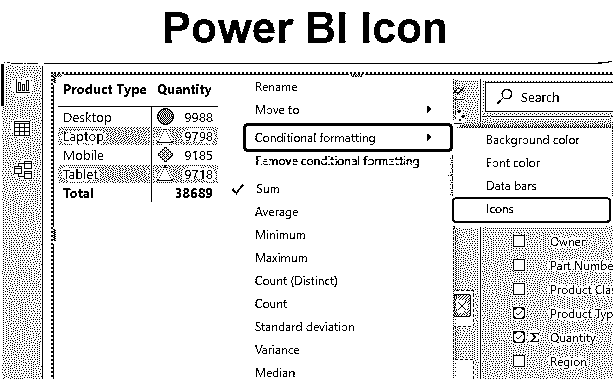 Power BI Icon
Product Type Quantity
Desktop 9988
Laptop 9798
Mobile 9185
Tablet 9718
Total 38689
Rename
Move to
Conditional formatting
Remove conditional formatting
Sum
Average
Minimum
Maximum
Count (Distinct)
Count
Standard deviation
Variance
Median
Search
Background color
Font color
Data bars
Icons
Owner
Part Numbe
Product Clas
Product Typ
Σ Quantity
Region